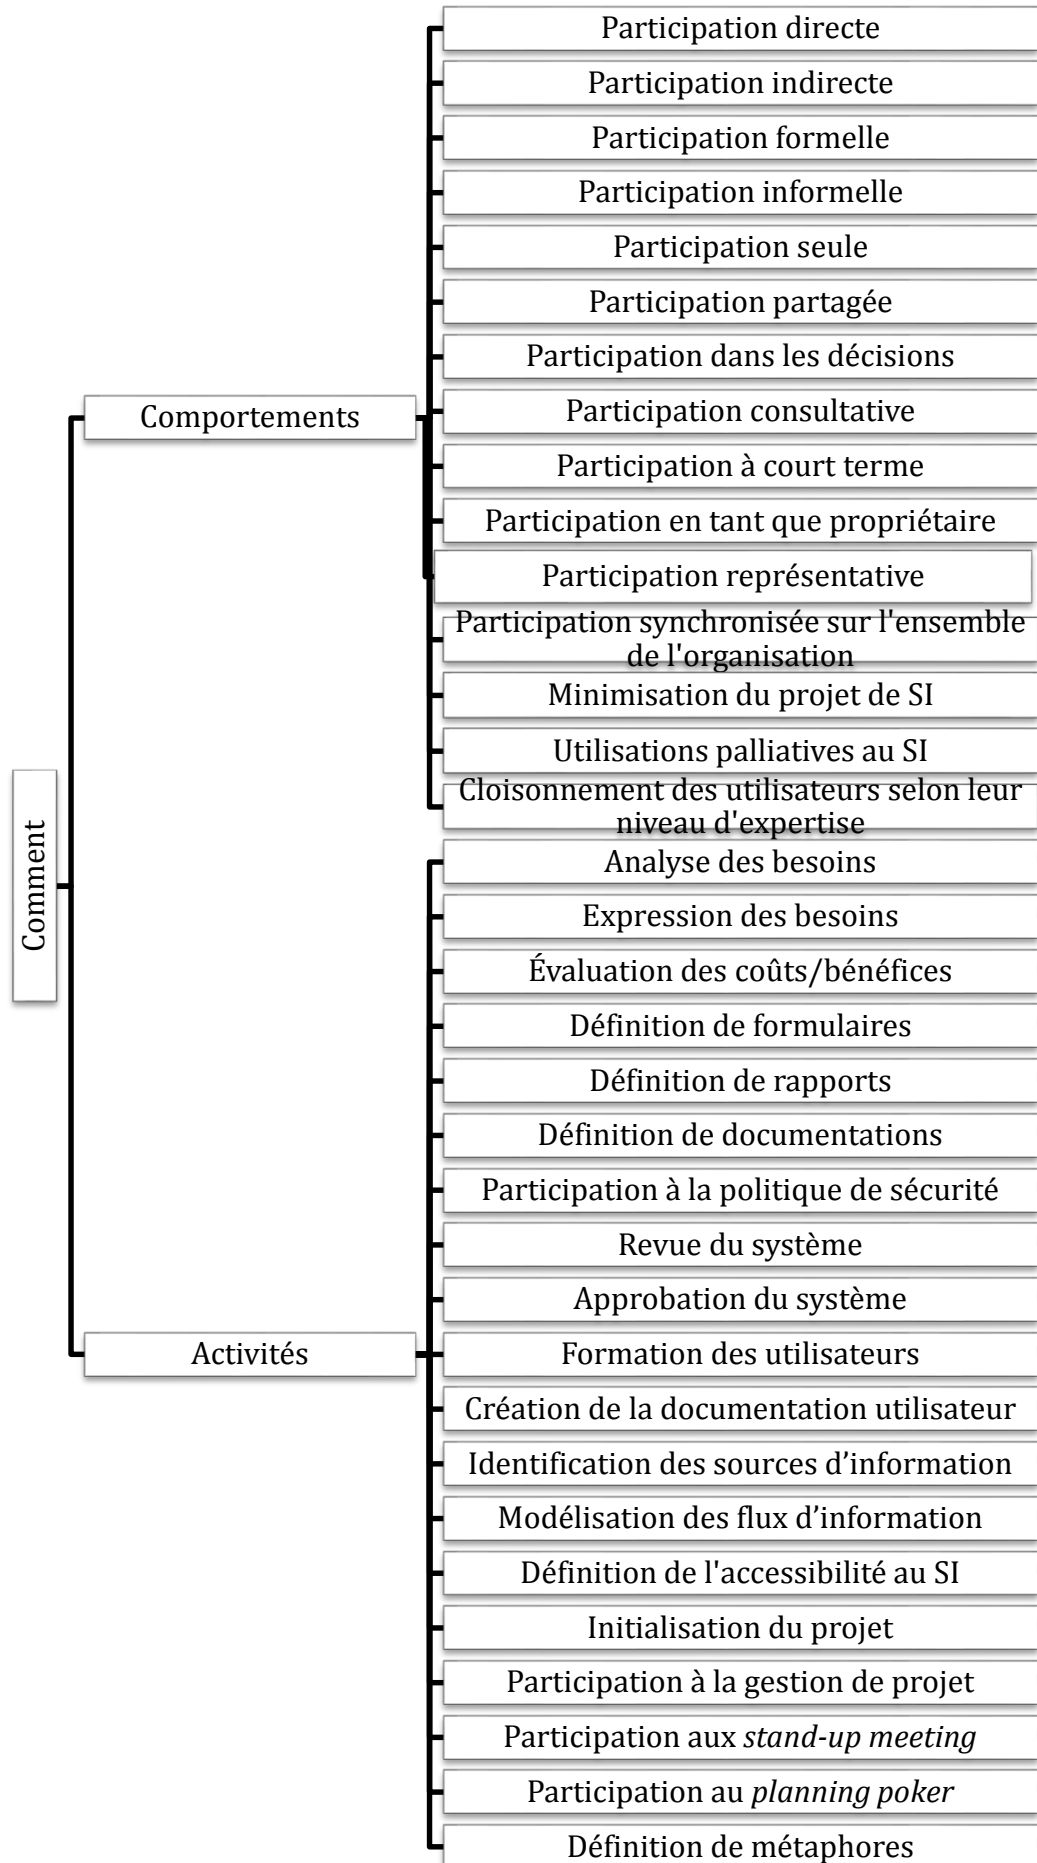 Comment
Comportements
Participation directe
Participation indirecte
Participation formelle
Participation informelle
Participation seule
Participation partagée
Participation dans les décisions
Participation consultative
Participation à court terme
Participation en tant que propriétaire
Participation représentative
Participation synchronisée sur l'ensemble
de l'organisation
Minimisation du projet de SI
Utilisations palliatives au SI
Cloisonnement des utilisateurs selon leur
niveau d'expertise
Activités
Analyse des besoins
Expression des besoins
Évaluation des coûts/bénéfices
Définition de formulaires
Définition de rapports
Définition de documentations
Participation à la politique de sécurité
Revue du système
Approbation du système
Formation des utilisateurs
Création de la documentation utilisateur
Identification des sources d’information
Modélisation des flux d’information
Définition de l'accessibilité au SI
Initialisation du projet
Participation à la gestion de projet
Participation aux stand-up meeting
Participation au planning poker
Définition de métaphores